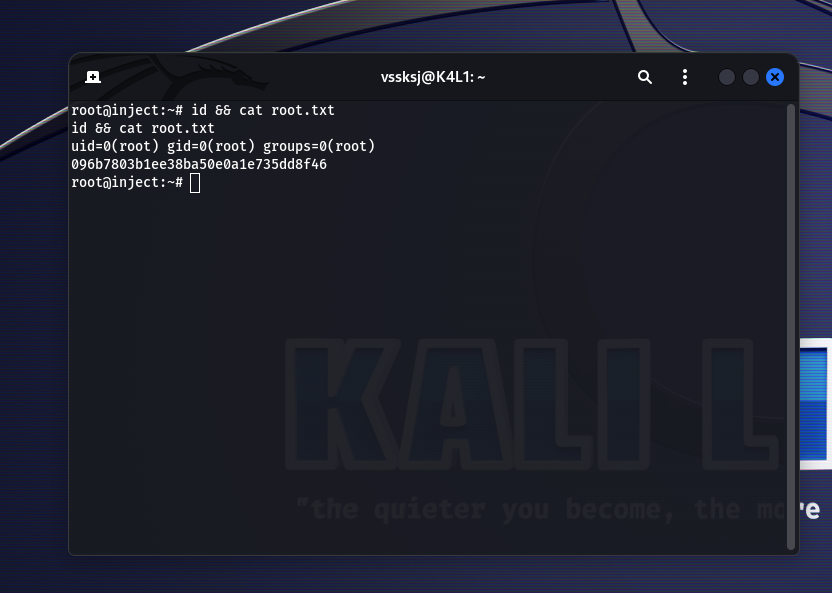 vssksj@K4L1: ~
root@inject:~# id && cat root.txt
id && cat root.txt
uid=0(root) gid=0(root) groups=0(root)
096b7803b1ee38ba50e0a1e735dd8f46
root@inject:~#
KALI L
"the quieter you become, the more